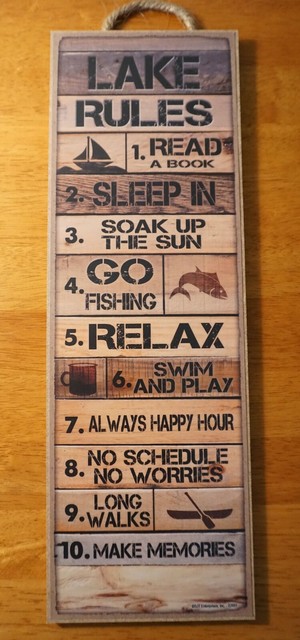 LAKE
RULES
1. READ
A BOOK
2. SLEEP IN
3. SOAK UP
THE SUN
4. GO
FISHING
5. RELAX
6. SWIM
AND PLAY
7. ALWAYS HAPPY HOUR
8. NO SCHEDULE
NO WORRIES
9. LONG
WALKS
10. MAKE MEMORIES